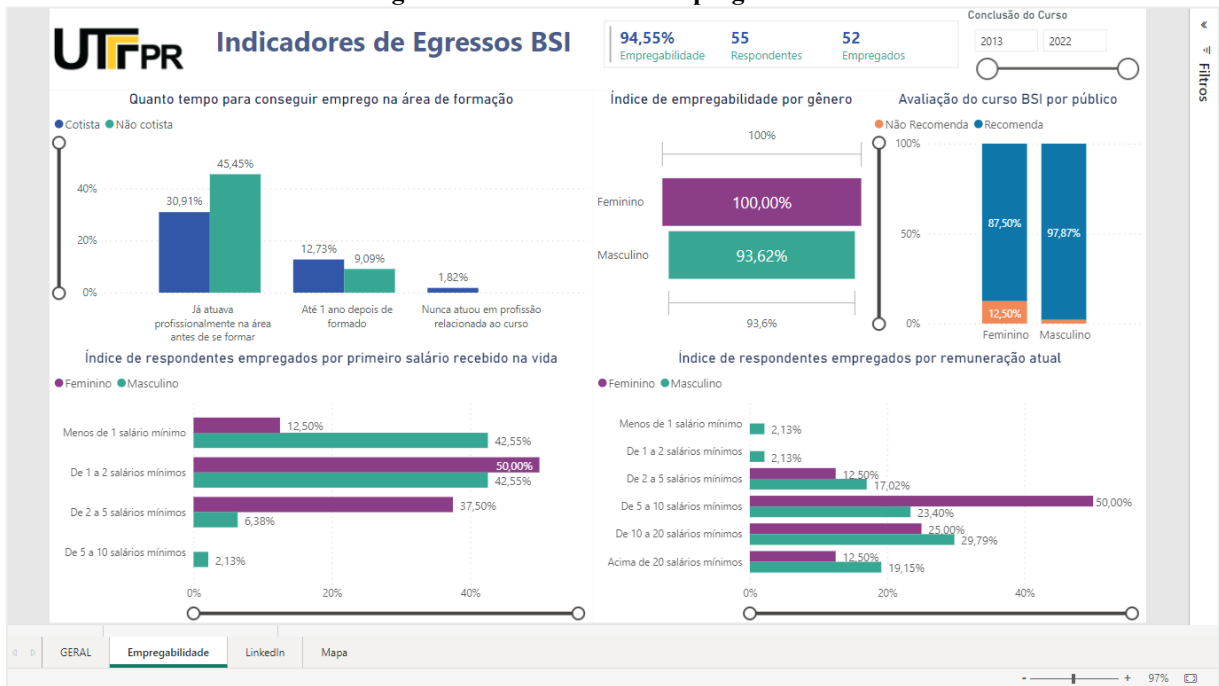 UTFPR
Indicadores de Egressos BSI
94,55%
Empregabilidade
55
Respondentes
52
Empregados
Conclusão do Curso
2013
2022
Filtros
Quanto tempo para conseguir emprego na área de formação
Cotista Não cotista
40%
20%
0%
30,91%
45,45%
12,73%
9,09%
1,82%
Já atuava
profissionalmente na área
antes de se formar
Até 1 ano depois de
formado
Nunca atuou em profissão
relacionada ao curso
Índice de empregabilidade por gênero
100%
Feminino
100,00%
Masculino
93,62%
93,6%
Avaliação do curso BSI por público
Não Recomenda Recomenda
100%
50%
0%
87,50%
97,87%
12,50%
Feminino Masculino
Índice de respondentes empregados por primeiro salário recebido na vida
Feminino Masculino
Menos de 1 salário mínimo
12,50%
42,55%
De 1 a 2 salários mínimos
50,00%
42,55%
De 2 a 5 salários mínimos
37,50%
6,38%
De 5 a 10 salários mínimos
2,13%
0% 20% 40%
Índice de respondentes empregados por remuneração atual
Feminino Masculino
Menos de 1 salário mínimo
2,13%
De 1 a 2 salários mínimos
2,13%
De 2 a 5 salários mínimos
12,50%
17,02%
De 5 a 10 salários mínimos
50,00%
23,40%
De 10 a 20 salários mínimos
25,00%
29,79%
Acima de 20 salários mínimos
12,50%
19,15%
0% 20% 40%
GERAL Empregabilidade LinkedIn Mapa
- + 97%